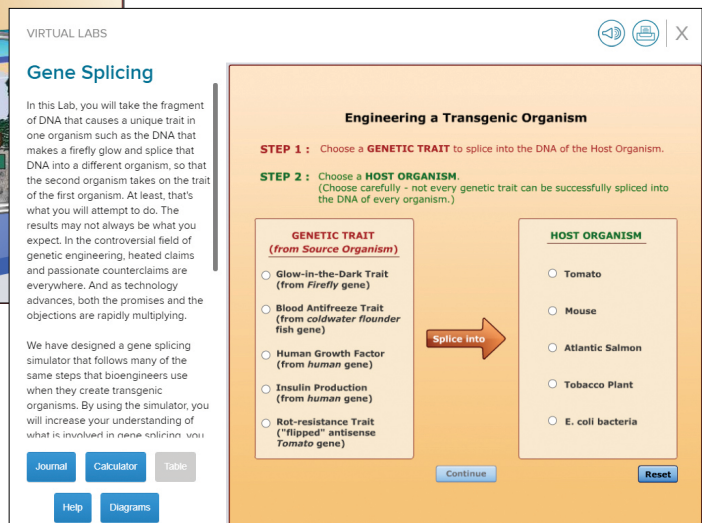 VIRTUAL LABS
X
Gene Splicing
In this Lab, you will take the fragment
of DNA that causes a unique trait in
one organism such as the DNA that
makes a firefly glow and splice that
DNA into a different organism, so that
the second organism takes on the trait
of the first organism. At least, that's
what you will attempt to do. The
results may not always be what you
expect. In the controversial field of
genetic engineering, heated claims
and passionate counterclaims are
everywhere. And as technology
advances, both the promises and the
objections are rapidly multiplying.
We have designed a gene splicing
simulator that follows many of the
same steps that bioengineers use
when they create transgenic
organisms. By using the simulator, you
will increase your understanding of
what is involved in gene splicing, you
Journal
Calculator
Table
Help
Diagrams
Engineering a Transgenic Organism
STEP 1 : Choose a GENETIC TRAIT to splice into the DNA of the Host Organism.
STEP 2 : Choose a HOST ORGANISM.
(Choose carefully - not every genetic trait can be successfully spliced into
the DNA of every organism.)
GENETIC TRAIT
(from Source Organism)
Glow-in-the-Dark Trait
(from Firefly gene)
Blood Antifreeze Trait
(from coldwater flounder
fish gene)
Human Growth Factor
(from human gene)
Insulin Production
(from human gene)
Rot-resistance Trait
("flipped" antisense
Tomato gene)
Splice into
HOST ORGANISM
Tomato
Mouse
Atlantic Salmon
Tobacco Plant
E. coli bacteria
Continue
Reset